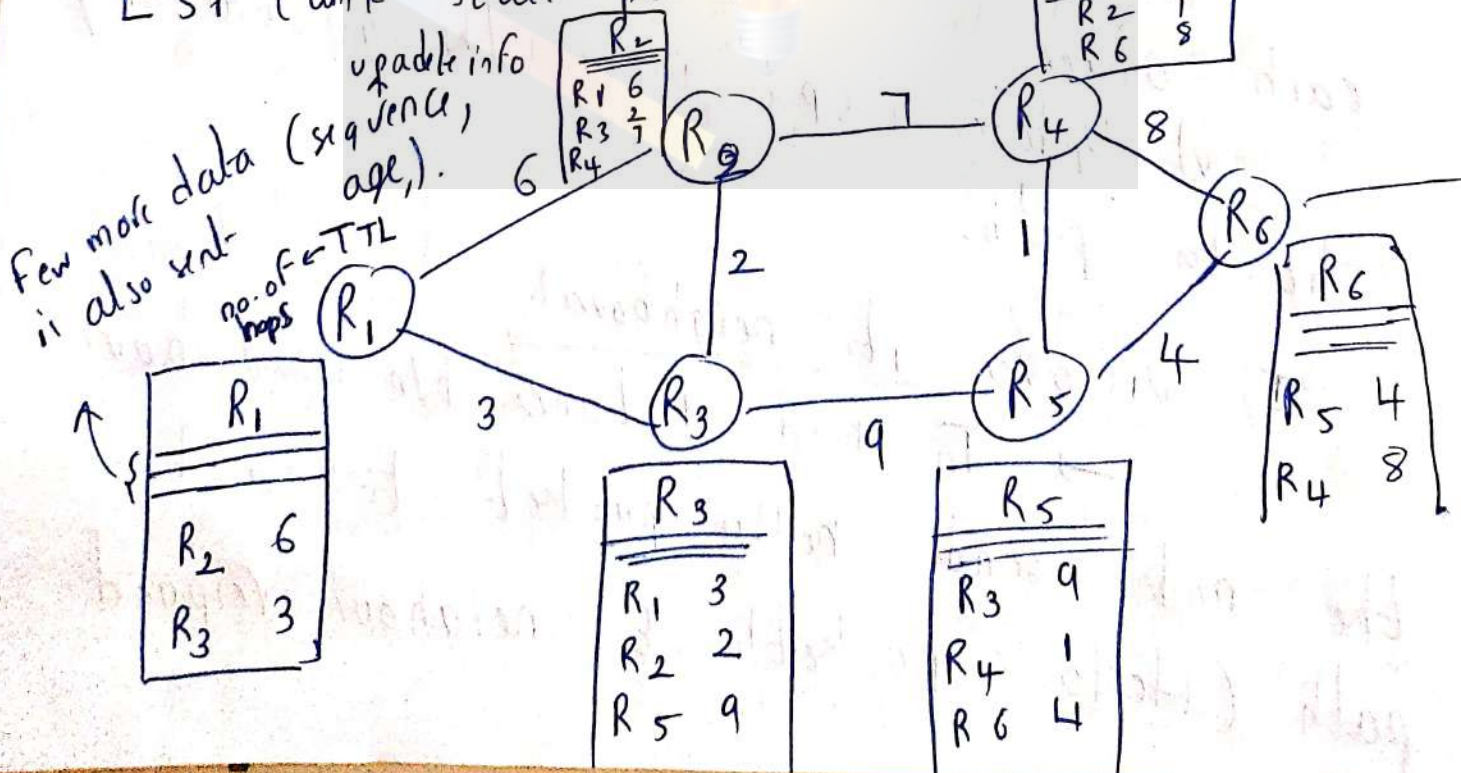 LSP
R2 1
R6 8
upadete info
(sequence,
age,).
Few more data
is also sent
no. of ← TTL
hops
R2
R1 6
R3 2
R4 7
R2
7
R4
8
6
2
1
R6
R1
3
R3
9
R5
4
R1
R2 6
R3 3
R3
R1 3
R2 2
R5 9
R5
R3 9
R4 1
R6 4
R6
R5 4
R4 8